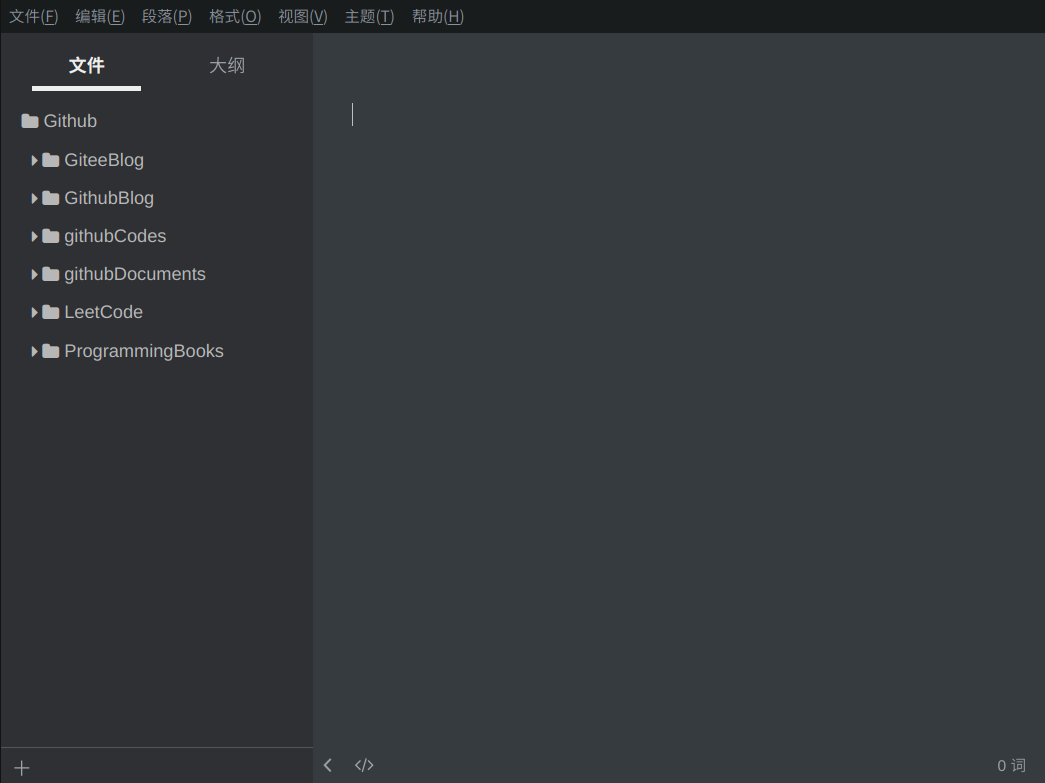 文件(F) 编辑(E) 段落(P) 格式(O) 视图(V) 主题(T) 帮助(H)
文件 大纲
Github
GiteeBlog
GithubBlog
githubCodes
githubDocuments
LeetCode
ProgrammingBooks
0 词